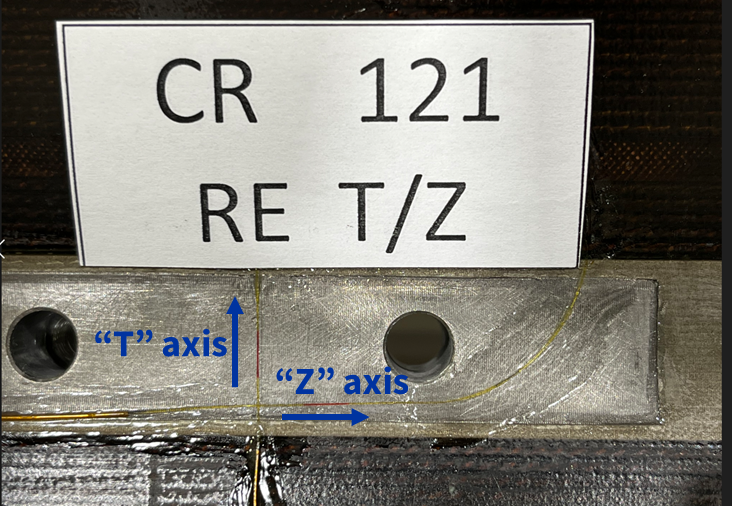 CR 121
RE T/Z
“T” axis
“Z” axis